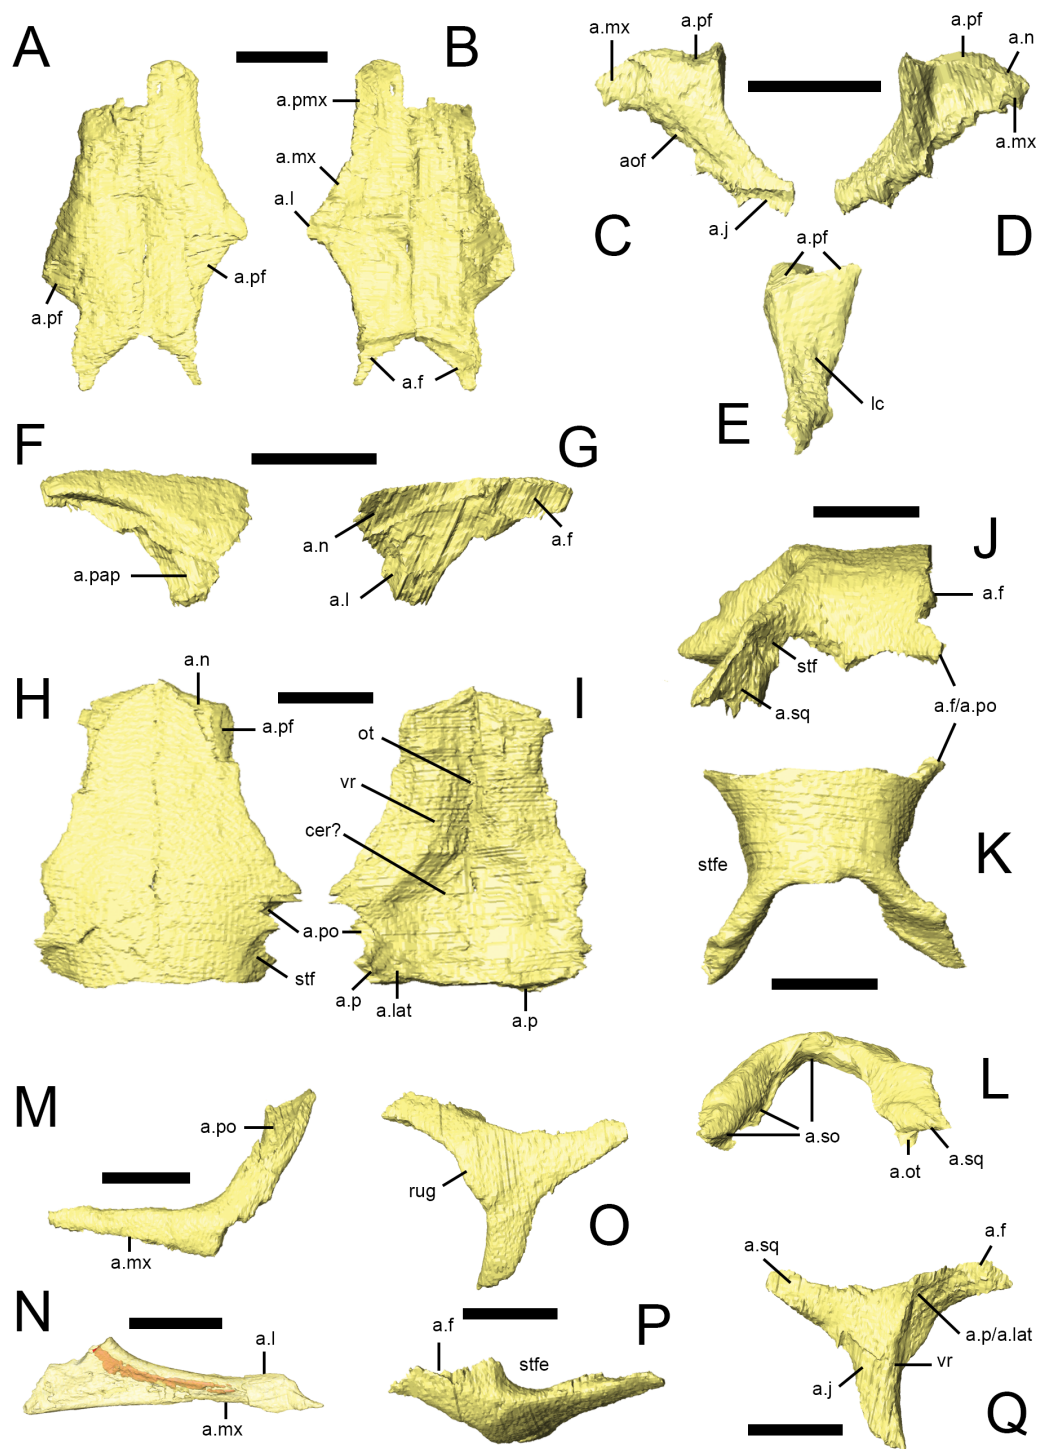 A
B
a.pmx
a.mx
a.l
a.pf
a.pf
a.f
a.mx
a.pf
aof
a.j
C
a.pf
a.n
a.mx
D
a.pf
lc
E
F
a.pap
G
a.n
a.l
a.f
J
a.f
stf
a.sq
a.f/a.po
H
a.n
a.pf
I
ot
vr
cer?
a.po
stf
a.p
a.lat
a.p
stfe
K
L
a.so
a.ot
a.sq
M
a.po
a.mx
rug
O
N
a.l
a.mx
a.f
stfe
P
a.sq
a.f
a.p/a.lat
vr
a.j
Q